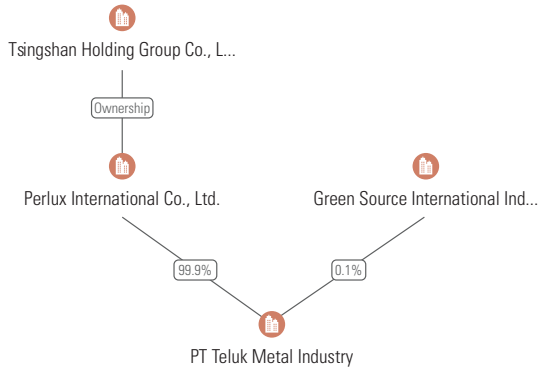 Tsingshan Holding Group Co., L...
Ownership
Perlux International Co., Ltd.
Green Source International Ind...
99.9%
0.1%
PT Teluk Metal Industry